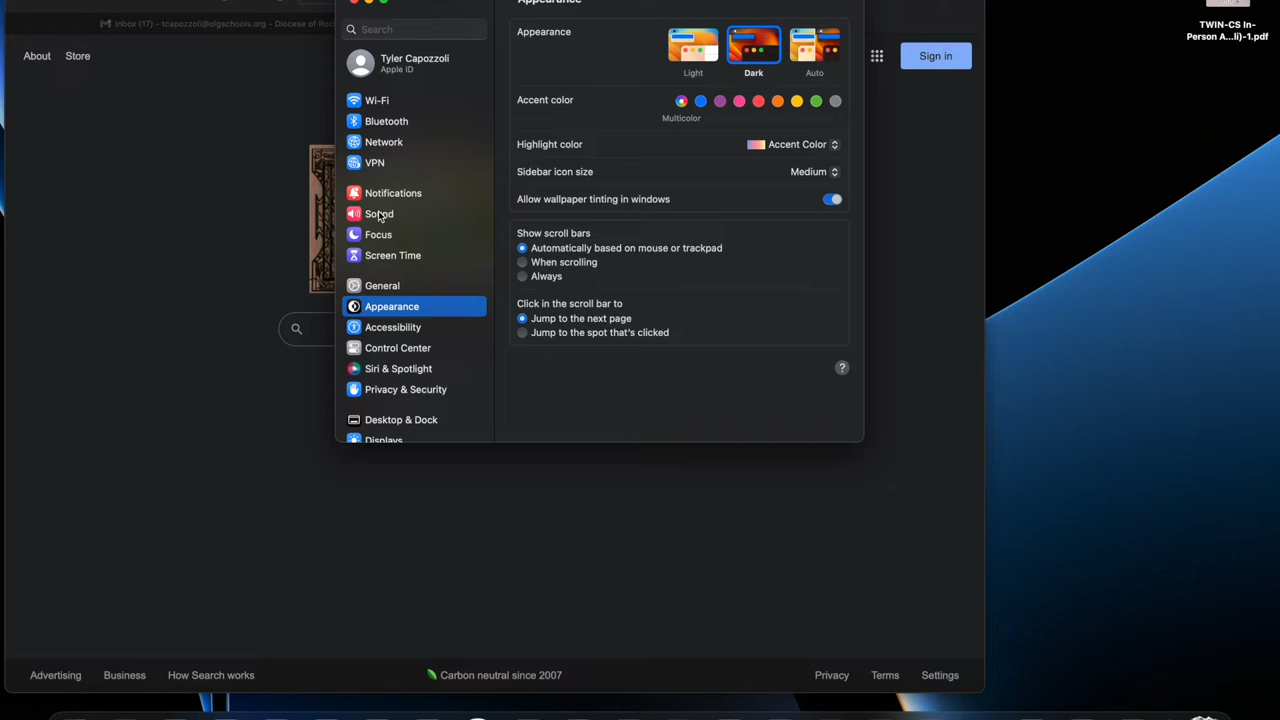 Inbox (17) - tcapozzoli@olgschools.org - Diocese of Roch
TWIN-CS In-
Person A...li)-1.pdf
About
Store
Sign in
Search
Tyler Capozzoli
Apple ID
Wi-Fi
Bluetooth
Network
VPN
Notifications
Sound
Focus
Screen Time
General
Appearance
Accessibility
Control Center
Siri & Spotlight
Privacy & Security
Desktop & Dock
Displays
Appearance
Appearance
Light
Dark
Auto
Accent color
Multicolor
Highlight color
Accent Color
Sidebar icon size
Medium
Allow wallpaper tinting in windows
Show scroll bars
Automatically based on mouse or trackpad
When scrolling
Always
Click in the scroll bar to
Jump to the next page
Jump to the spot that's clicked
?
Advertising
Business
How Search works
Carbon neutral since 2007
Privacy
Terms
Settings